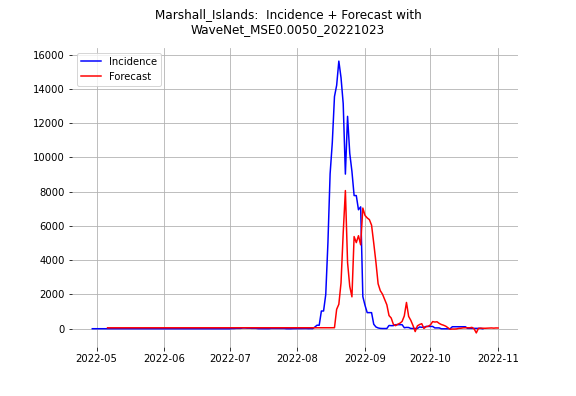 Marshall_Islands:  Incidence + Forecast with
WaveNet_MSE0.0050_20221023
Incidence
Forecast
16000
14000
12000
10000
8000
6000
4000
2000
0
2022-05 2022-06 2022-07 2022-08 2022-09 2022-10 2022-11